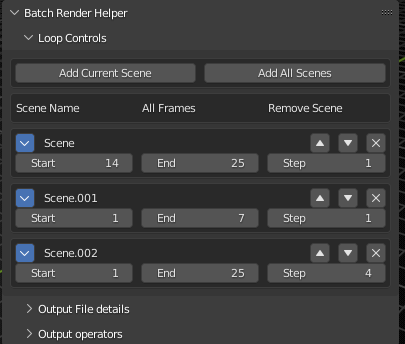 Batch Render Helper
Loop Controls
Add Current Scene Add All Scenes
Scene Name All Frames Remove Scene
Scene
Start 14 End 25 Step 1
Scene.001
Start 1 End 7 Step 1
Scene.002
Start 1 End 25 Step 4
Output File details
Output operators